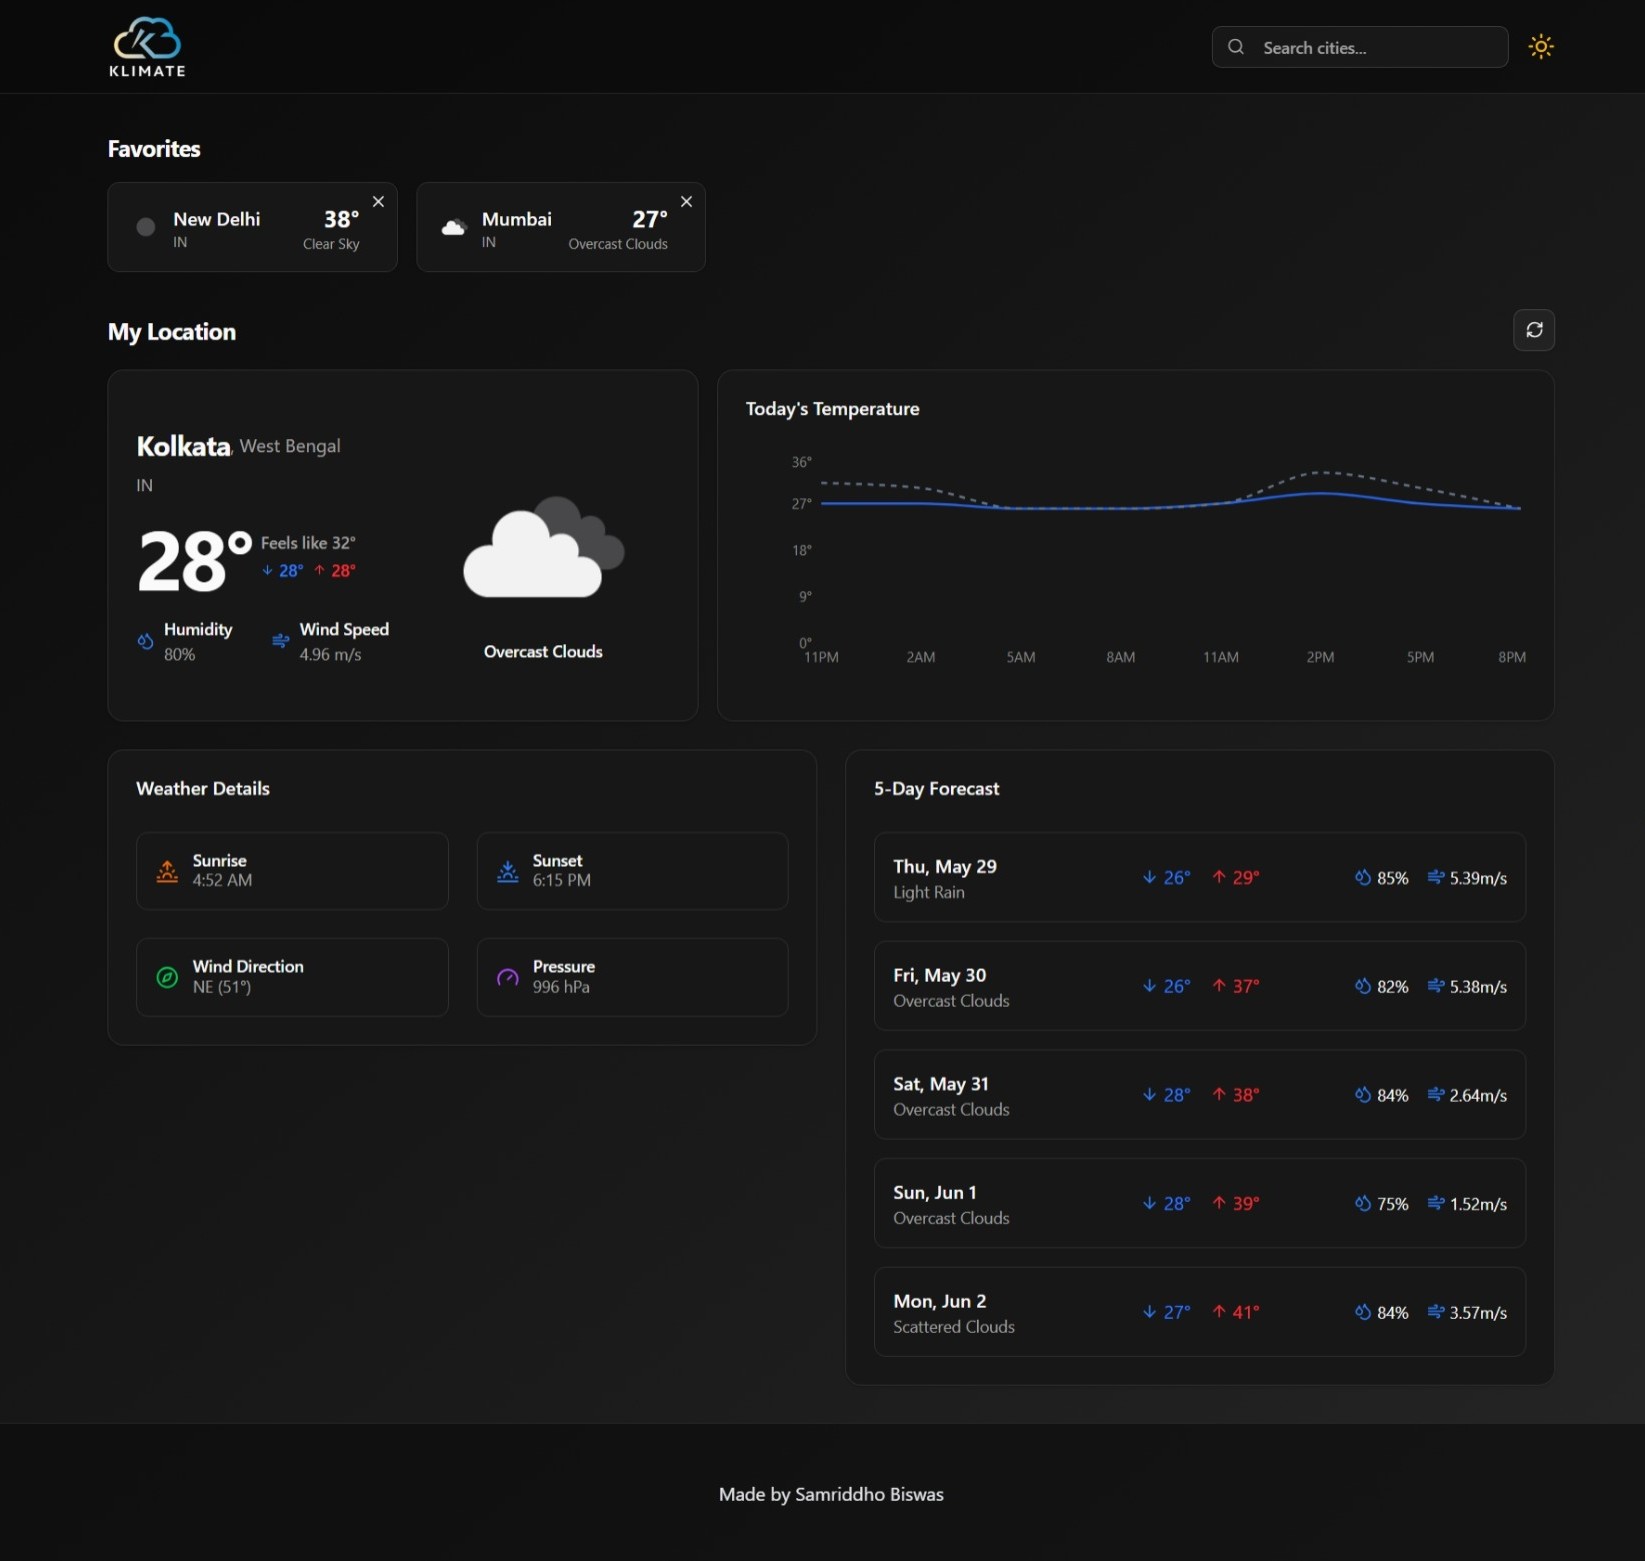 KLIMATE
Search cities...
Favorites
New Delhi
IN
38°
Clear Sky
Mumbai
IN
27°
Overcast Clouds
My Location
Kolkata, West Bengal
IN
28°
Feels like 32°
↓ 28° ↑ 28°
Humidity
80%
Wind Speed
4.96 m/s
Overcast Clouds
Today's Temperature
36°
27°
18°
9°
0°
11PM 2AM 5AM 8AM 11AM 2PM 5PM 8PM
Weather Details
Sunrise
4:52 AM
Sunset
6:15 PM
Wind Direction
NE (51°)
Pressure
996 hPa
5-Day Forecast
Thu, May 29
Light Rain
↓ 26° ↑ 29° 85% 5.39m/s
Fri, May 30
Overcast Clouds
↓ 26° ↑ 37° 82% 5.38m/s
Sat, May 31
Overcast Clouds
↓ 28° ↑ 38° 84% 2.64m/s
Sun, Jun 1
Overcast Clouds
↓ 28° ↑ 39° 75% 1.52m/s
Mon, Jun 2
Scattered Clouds
↓ 27° ↑ 41° 84% 3.57m/s
Made by Samriddho Biswas